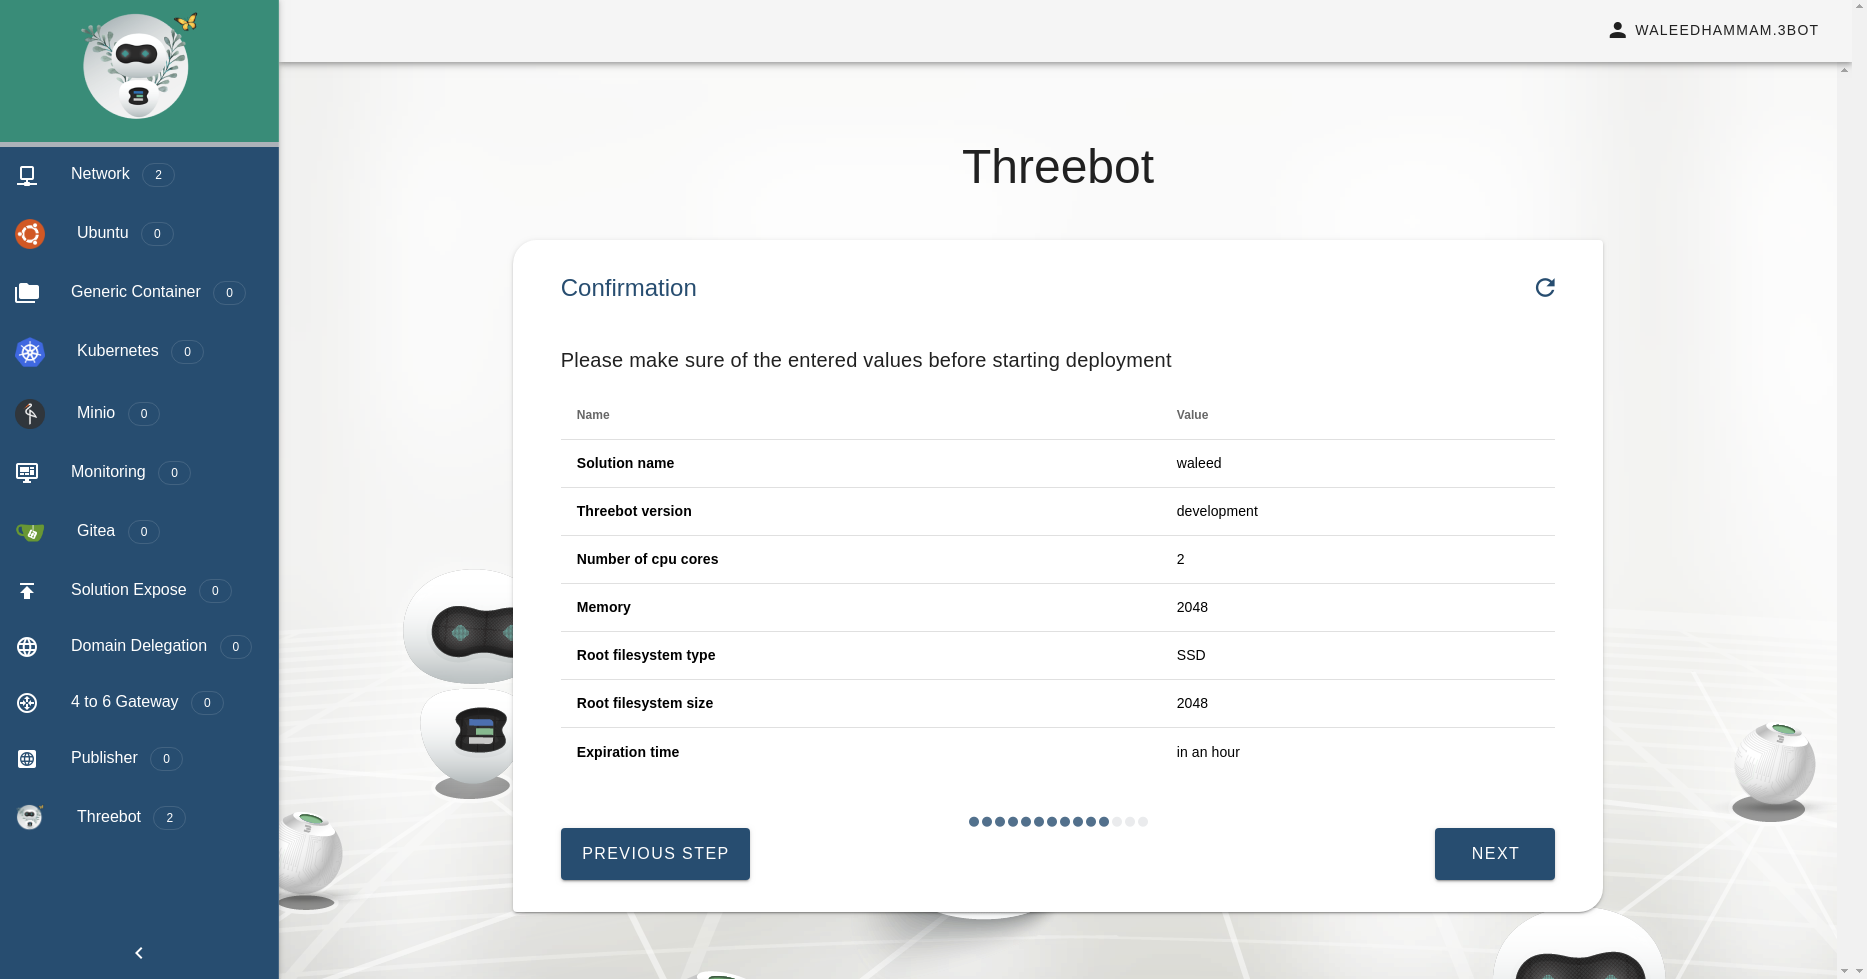 WALEEDHAMMAM.3BOT
Network 2
Ubuntu 0
Generic Container 0
Kubernetes 0
Minio 0
Monitoring 0
Gitea 0
Solution Expose 0
Domain Delegation 0
4 to 6 Gateway 0
Publisher 0
Threebot 2
Threebot
Confirmation
Please make sure of the entered values before starting deployment
Name Value
Solution name waleed
Threebot version development
Number of cpu cores 2
Memory 2048
Root filesystem type SSD
Root filesystem size 2048
Expiration time in an hour
PREVIOUS STEP NEXT